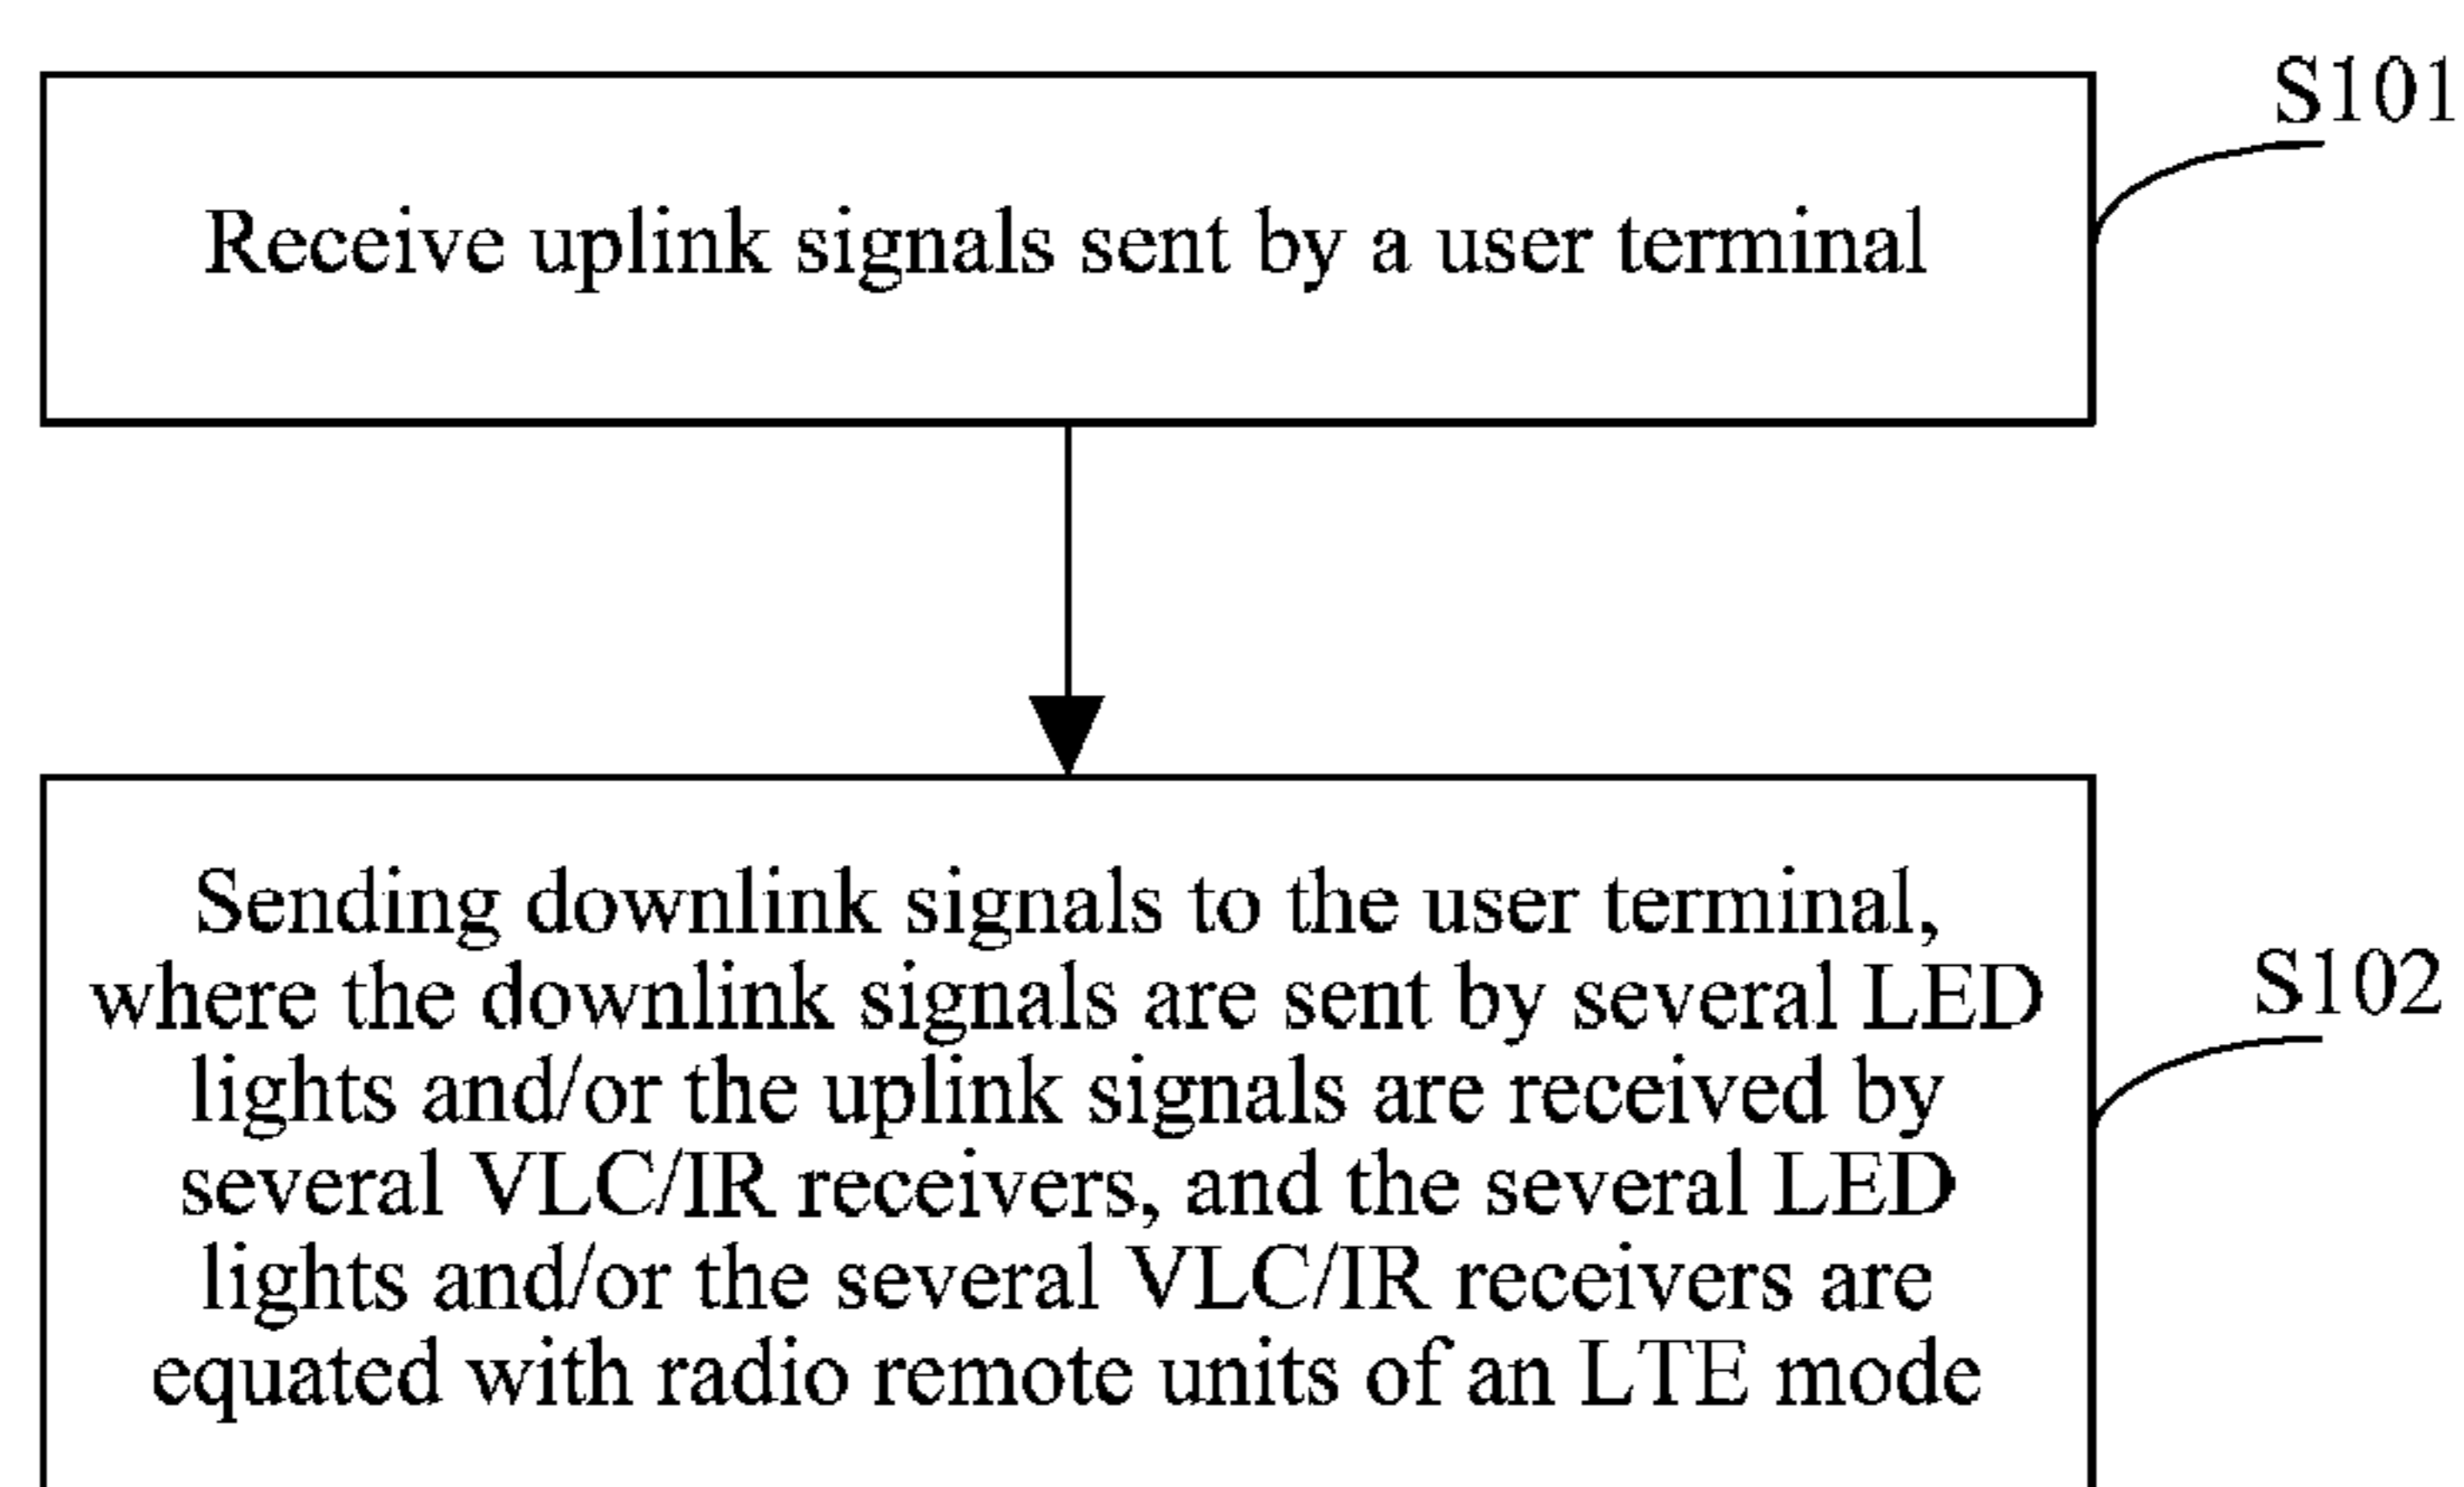 S101
Receive uplink signals sent by a user terminal
Sending downlink signals to the user terminal,
where the downlink signals are sent by several LED
lights and/or the uplink signals are received by
several VLC/IR receivers, and the several LED
lights and/or the several VLC/IR receivers are
equated with radio remote units of an LTE mode
S102